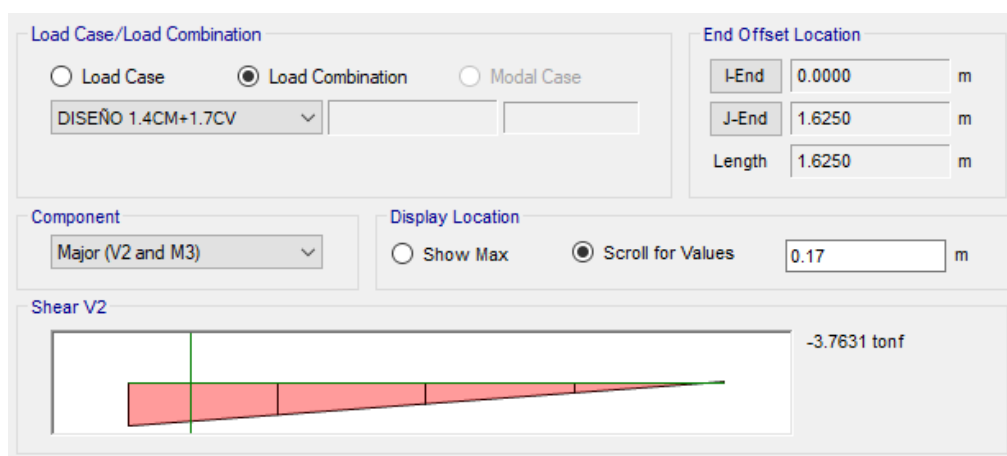 Load Case/Load Combination
Load Case
Load Combination
Modal Case
DISEÑO 1.4CM+1.7CV
End Offset Location
I-End 0.0000 m
J-End 1.6250 m
Length 1.6250 m
Component
Major (V2 and M3)
Display Location
Show Max
Scroll for Values
0.17 m
Shear V2
-3.7631 tonf